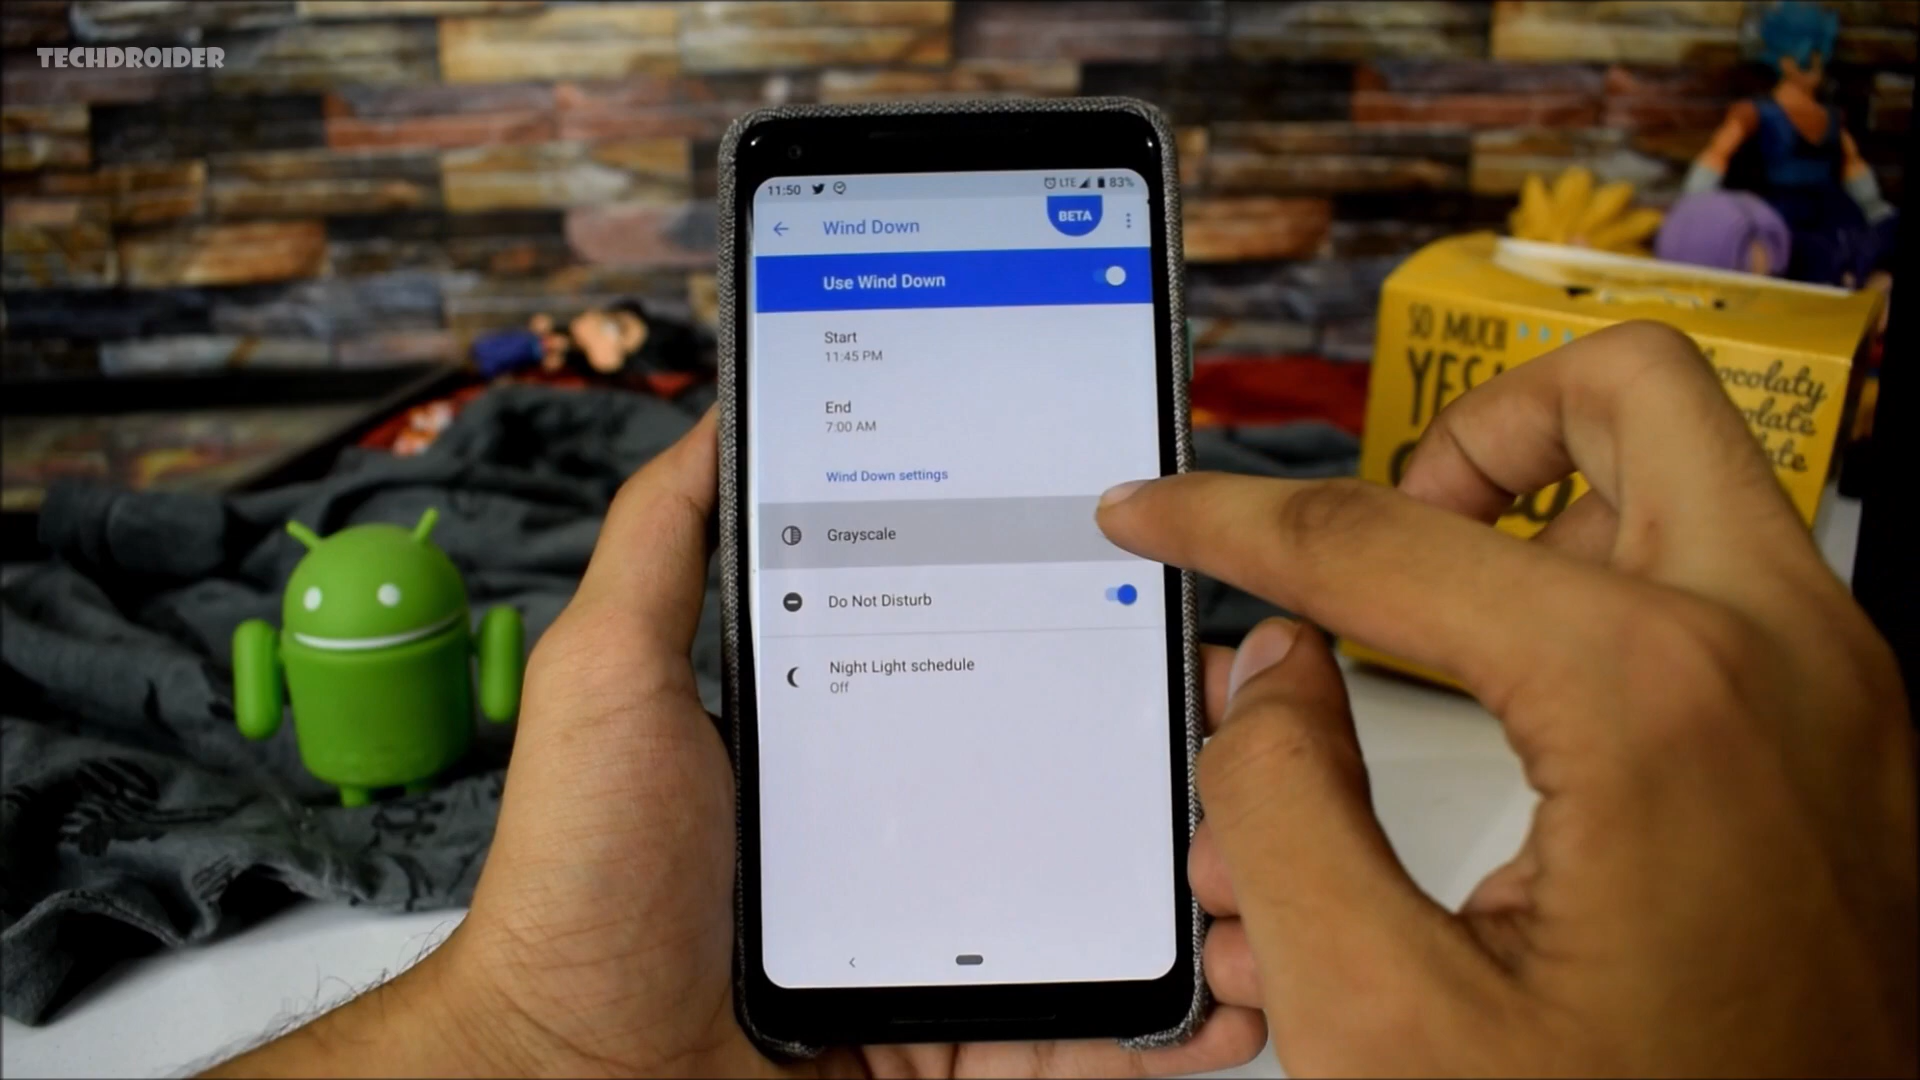 TECHDROIDER
11:50
LTE
83%
Wind Down
BETA
Use Wind Down
Start
11:45 PM
End
7:00 AM
Wind Down settings
Grayscale
Do Not Disturb
Night Light schedule
Off
SO MUCH